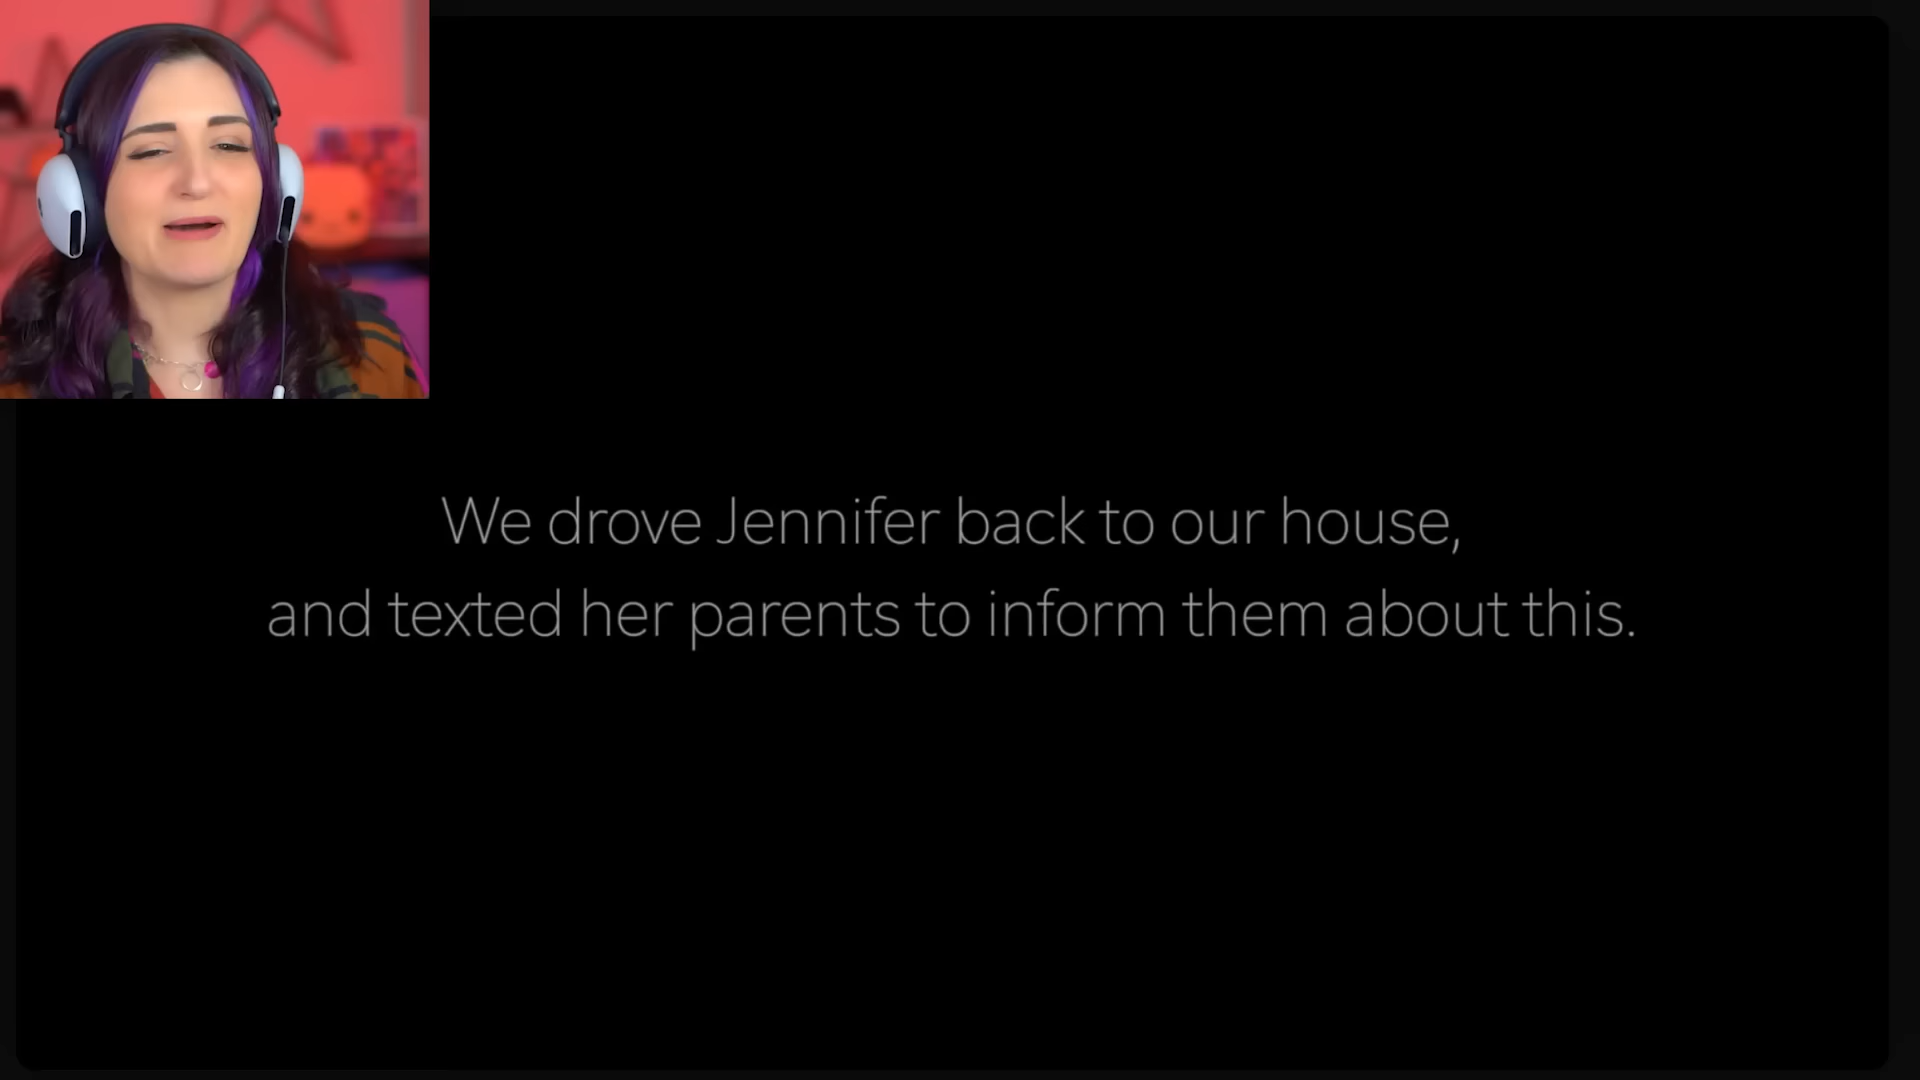 We drove Jennifer back to our house,
and texted her parents to inform them about this.